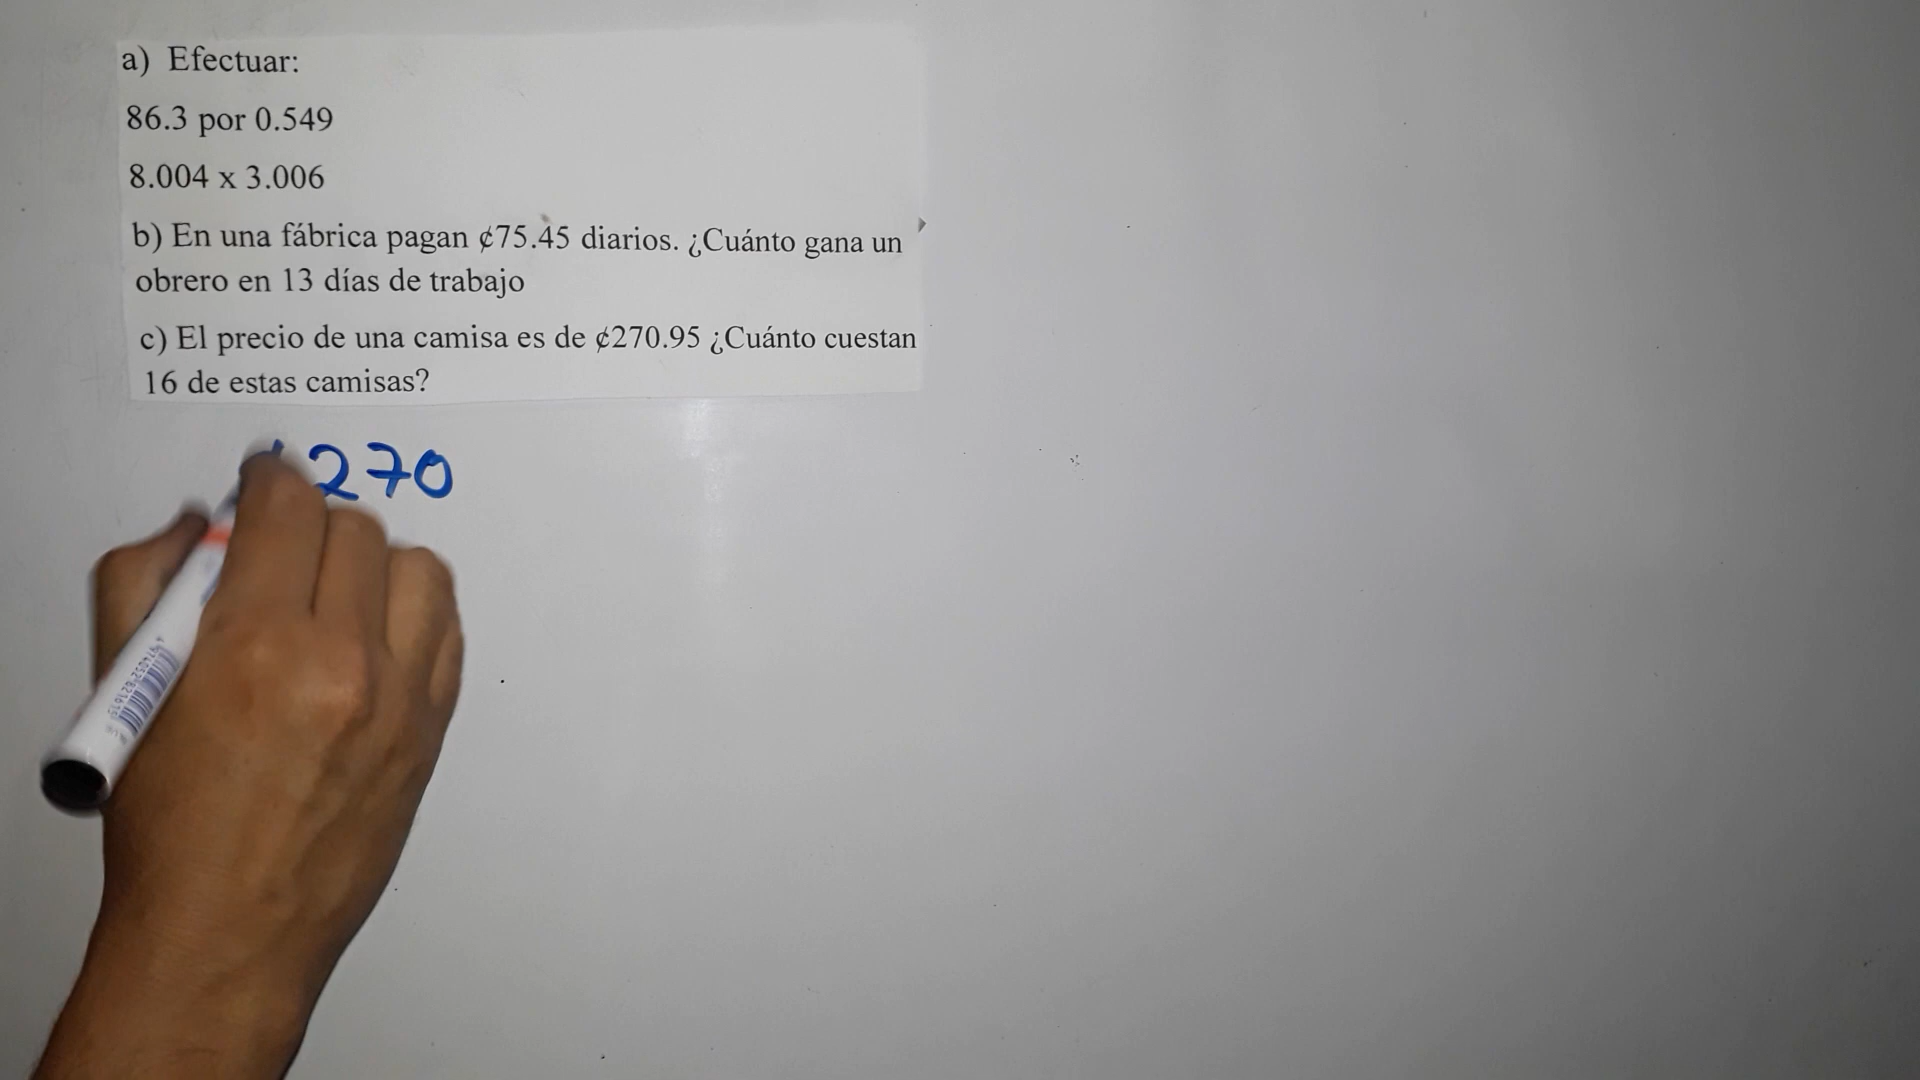 a) Efectuar:
86.3 por 0.549
8.004 x 3.006
b) En una fábrica pagan ¢75.45 diarios. ¿Cuánto gana un
obrero en 13 días de trabajo
c) El precio de una camisa es de ¢270.95 ¿Cuánto cuestan
16 de estas camisas?
270